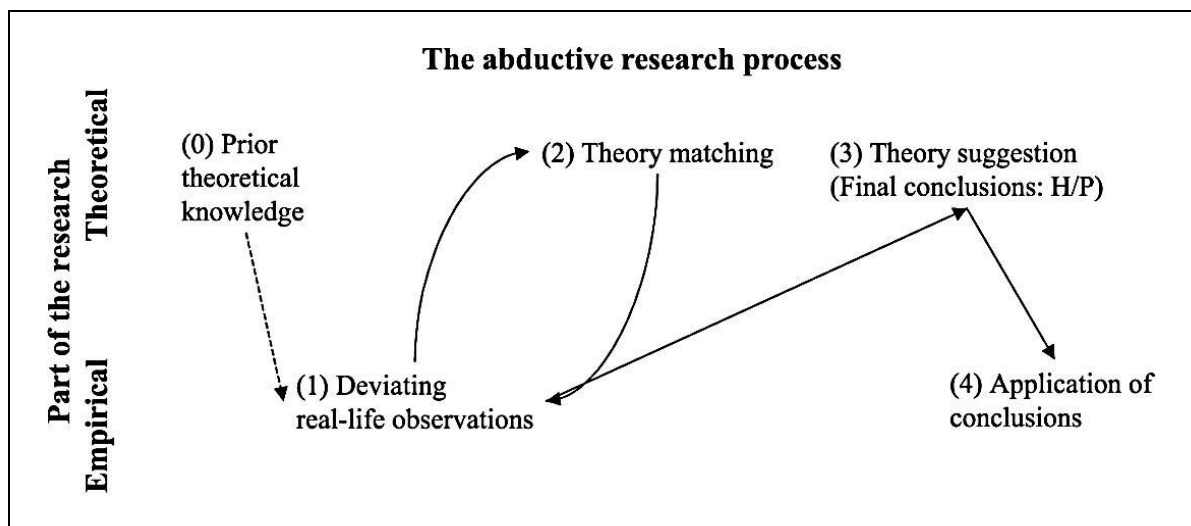 The abductive research process
Part of the research
Theoretical
Empirical
(0) Prior
theoretical
knowledge
(2) Theory matching
(3) Theory suggestion
(Final conclusions: H/P)
(1) Deviating
real-life observations
(4) Application of
conclusions